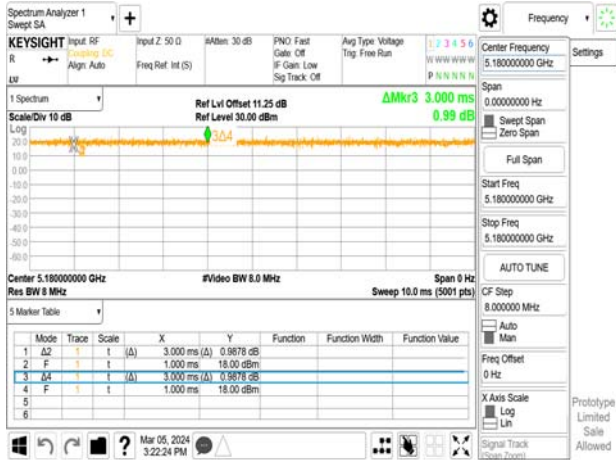 Spectrum Analyzer 1
Swept SA
Frequency
KEYSIGHT
R
Input: RF
Coupling: DC
Align: Auto
Input Z: 50 Ω
Freq Ref: Int (S)
#Atten: 30 dB
PNO: Fast
Gate: Off
IF Gain: Low
Sig Track: Off
Avg Type: Voltage
Trig: Free Run
1 2 3 4 5 6
W W W W W W
P N N N N N
1 Spectrum
Scale/Div 10 dB
Ref Lvl Offset 11.25 dB
Ref Level 30.00 dBm
ΔMkr3 3.000 ms
0.99 dB
Log
20.0
10.0
0.00
-10.0
-20.0
-30.0
-40.0
-50.0
-60.0
3Δ4
Center 5.180000000 GHz
Res BW 8 MHz
#Video BW 8.0 MHz
Span 0 Hz
Sweep 10.0 ms (5001 pts)
5 Marker Table
Mode Trace Scale X Y Function Function Width Function Value
1 Δ2 1 t (Δ) 3.000 ms (Δ) 0.9878 dB
2 F 1 t 1.000 ms 18.00 dBm
3 Δ4 1 t (Δ) 3.000 ms (Δ) 0.9878 dB
4 F 1 t 1.000 ms 18.00 dBm
5
6
Mar 05, 2024
3:22:24 PM
Center Frequency
5.180000000 GHz
Span
0.00000000 Hz
Swept Span
Zero Span
Full Span
Start Freq
5.180000000 GHz
Stop Freq
5.180000000 GHz
AUTO TUNE
CF Step
8.000000 MHz
Auto
Man
Freq Offset
0 Hz
X Axis Scale
Log
Lin
Signal Track
(Span Zoom)
Settings
Prototype
Limited
Sale
Allowed